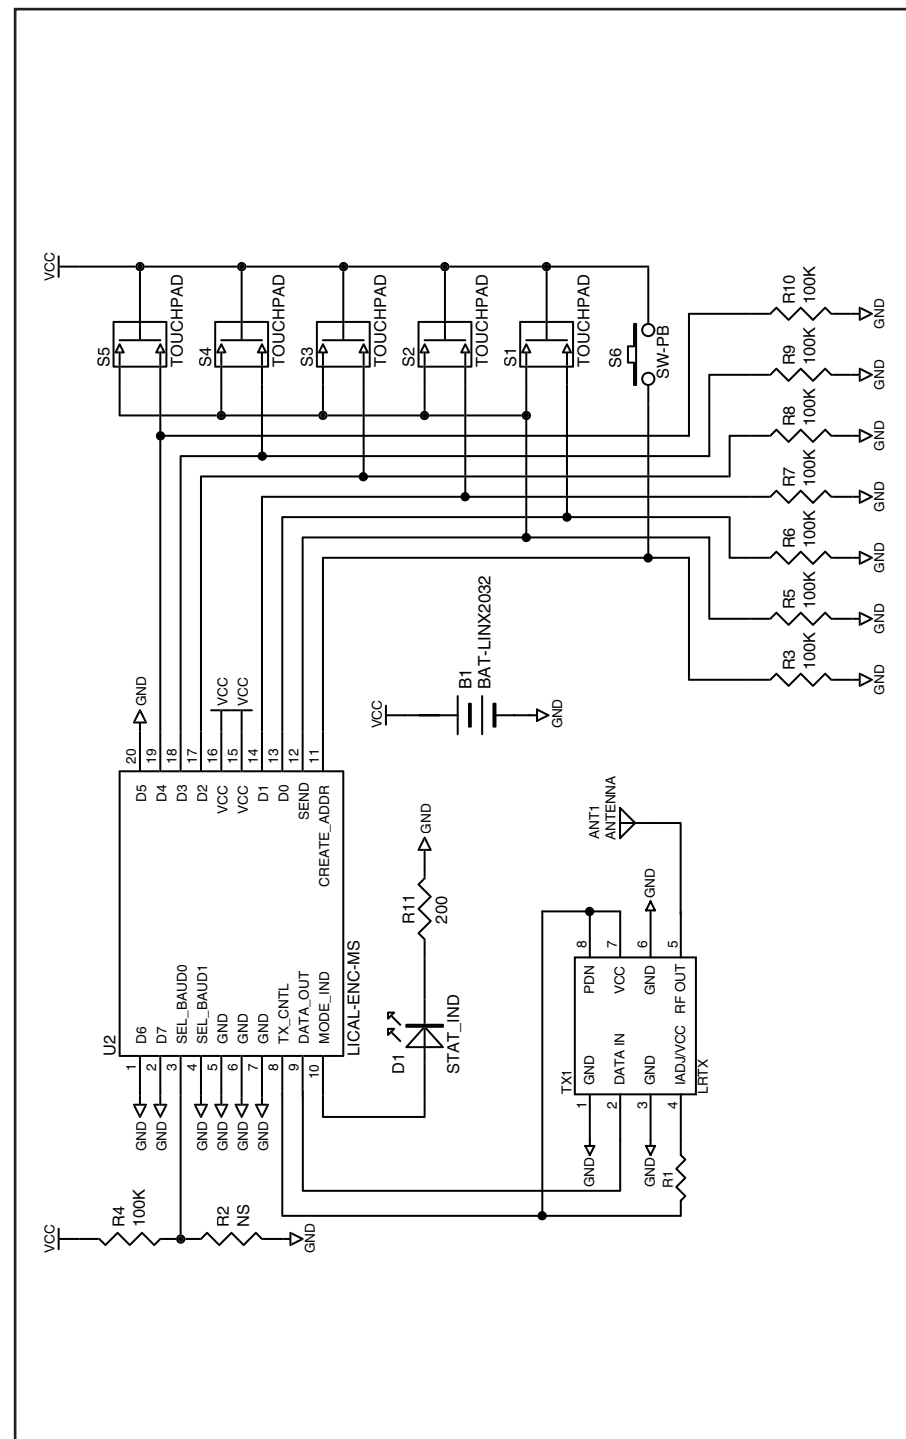 VCC
S5
TOUCHPAD
S4
TOUCHPAD
S3
TOUCHPAD
S2
TOUCHPAD
S1
TOUCHPAD
S6
SW-PB
R10
100K
GND
R9
100K
GND
R8
100K
GND
R7
100K
GND
R6
100K
GND
R5
100K
GND
R3
100K
GND
VCC
B1
BAT-LINX2032
GND
GND
VCC
VCC
20
19
18
17
16
15
14
13
12
11
D5
D4
D3
D2
VCC
VCC
D1
D0
SEND
CREATE_ADDR
U2
LICAL-ENC-MS
D6
D7
SEL_BAUD0
SEL_BAUD1
GND
GND
GND
TX_CNTL
DATA_OUT
MODE_IND
1
2
3
4
5
6
7
8
9
10
GND
GND
GND
GND
GND
GND
VCC
R4
100K
R2
NS
GND
D1
STAT_IND
R11
200
GND
ANT1
ANTENNA
GND
8
7
6
5
PDN
VCC
GND
RF OUT
TX1
LRTX
GND
DATA IN
GND
IADJ/VCC
1
2
3
4
GND
GND
R1